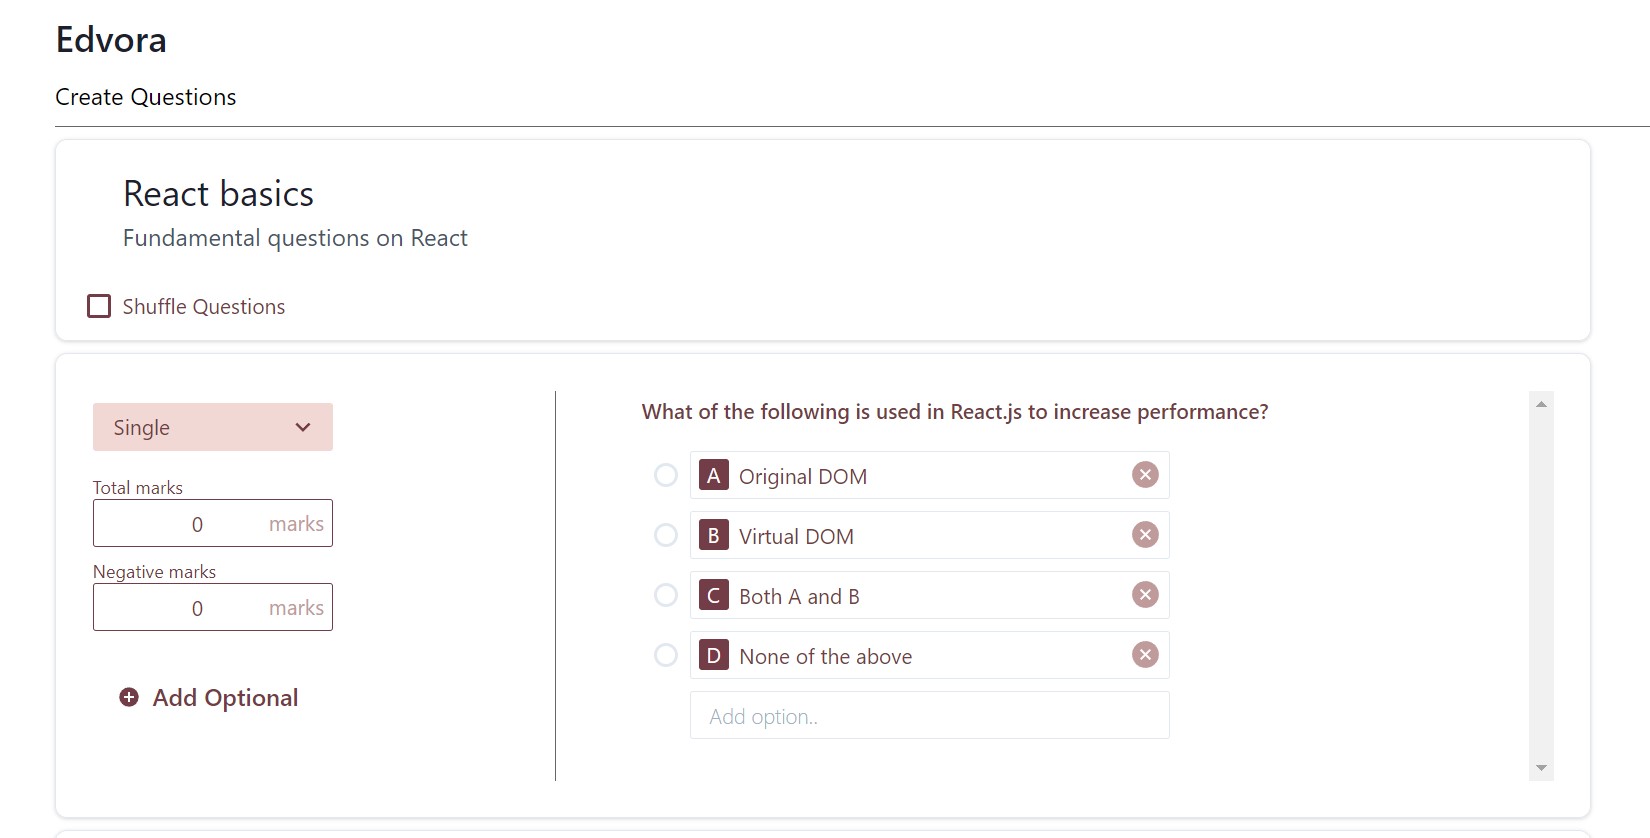 Edvora
Create Questions
React basics
Fundamental questions on React
Shuffle Questions
Single
Total marks
0 marks
Negative marks
0 marks
Add Optional
What of the following is used in React.js to increase performance?
A Original DOM
B Virtual DOM
C Both A and B
D None of the above
Add option..